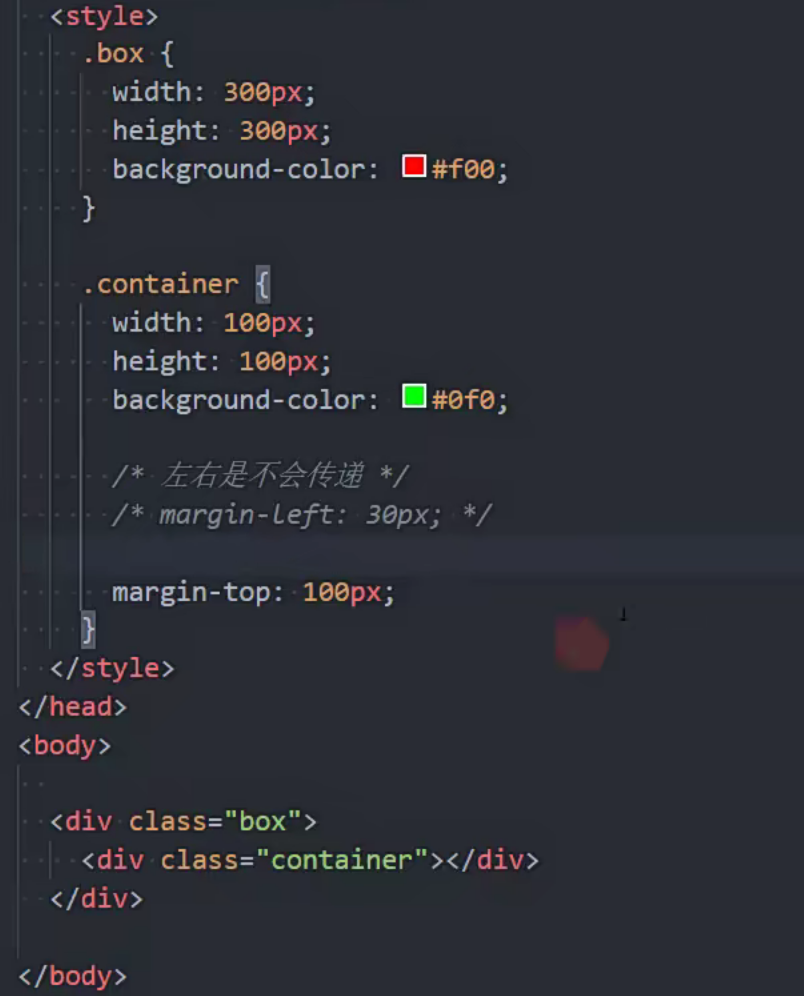 <style>
.box {
width: 300px;
height: 300px;
background-color: #f00;
}
.container {
width: 100px;
height: 100px;
background-color: #0f0;
/* 左右是不会传递 */
/* margin-left: 30px; */
margin-top: 100px;
}
</style>
</head>
<body>
<div class="box">
<div class="container"></div>
</div>
</body>